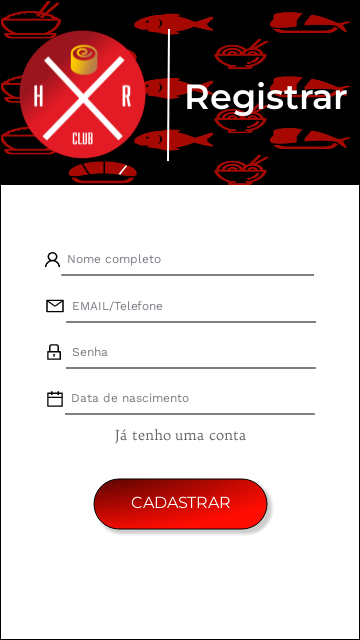 H R
CLUB
Registrar
Nome completo
EMAIL/Telefone
Senha
Data de nascimento
Já tenho uma conta
CADASTRAR